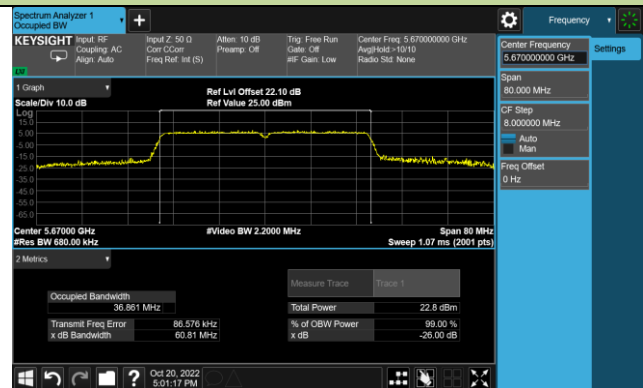 Spectrum Analyzer 1
Occupied BW
Frequency
KEYSIGHT
Input: RF
Coupling: AC
Align: Auto
Input Z: 50 Ω
Corr CCorr
Freq Ref: Int (S)
Atten: 10 dB
Preamp: Off
Trig: Free Run
Gate: Off
#IF Gain: Low
Center Freq: 5.670000000 GHz
Avg|Hold:>10/10
Radio Std: None
LW
Center Frequency
5.670000000 GHz
Settings
Span
80.000 MHz
CF Step
8.000000 MHz
Auto
Man
Freq Offset
0 Hz
1 Graph
Scale/Div 10.0 dB
Ref Lvl Offset 22.10 dB
Ref Value 25.00 dBm
Log
15.0
5.00
-5.00
-15.0
-25.0
-35.0
-45.0
-55.0
-65.0
Center 5.67000 GHz
#Video BW 2.2000 MHz
Span 80 MHz
#Res BW 680.00 kHz
Sweep 1.07 ms (2001 pts)
2 Metrics
Measure Trace
Trace 1
Occupied Bandwidth
36.861 MHz
Total Power
22.8 dBm
Transmit Freq Error
86.576 kHz
% of OBW Power
99.00 %
x dB Bandwidth
60.81 MHz
x dB
-26.00 dB
?
Oct 20, 2022
5:01:17 PM